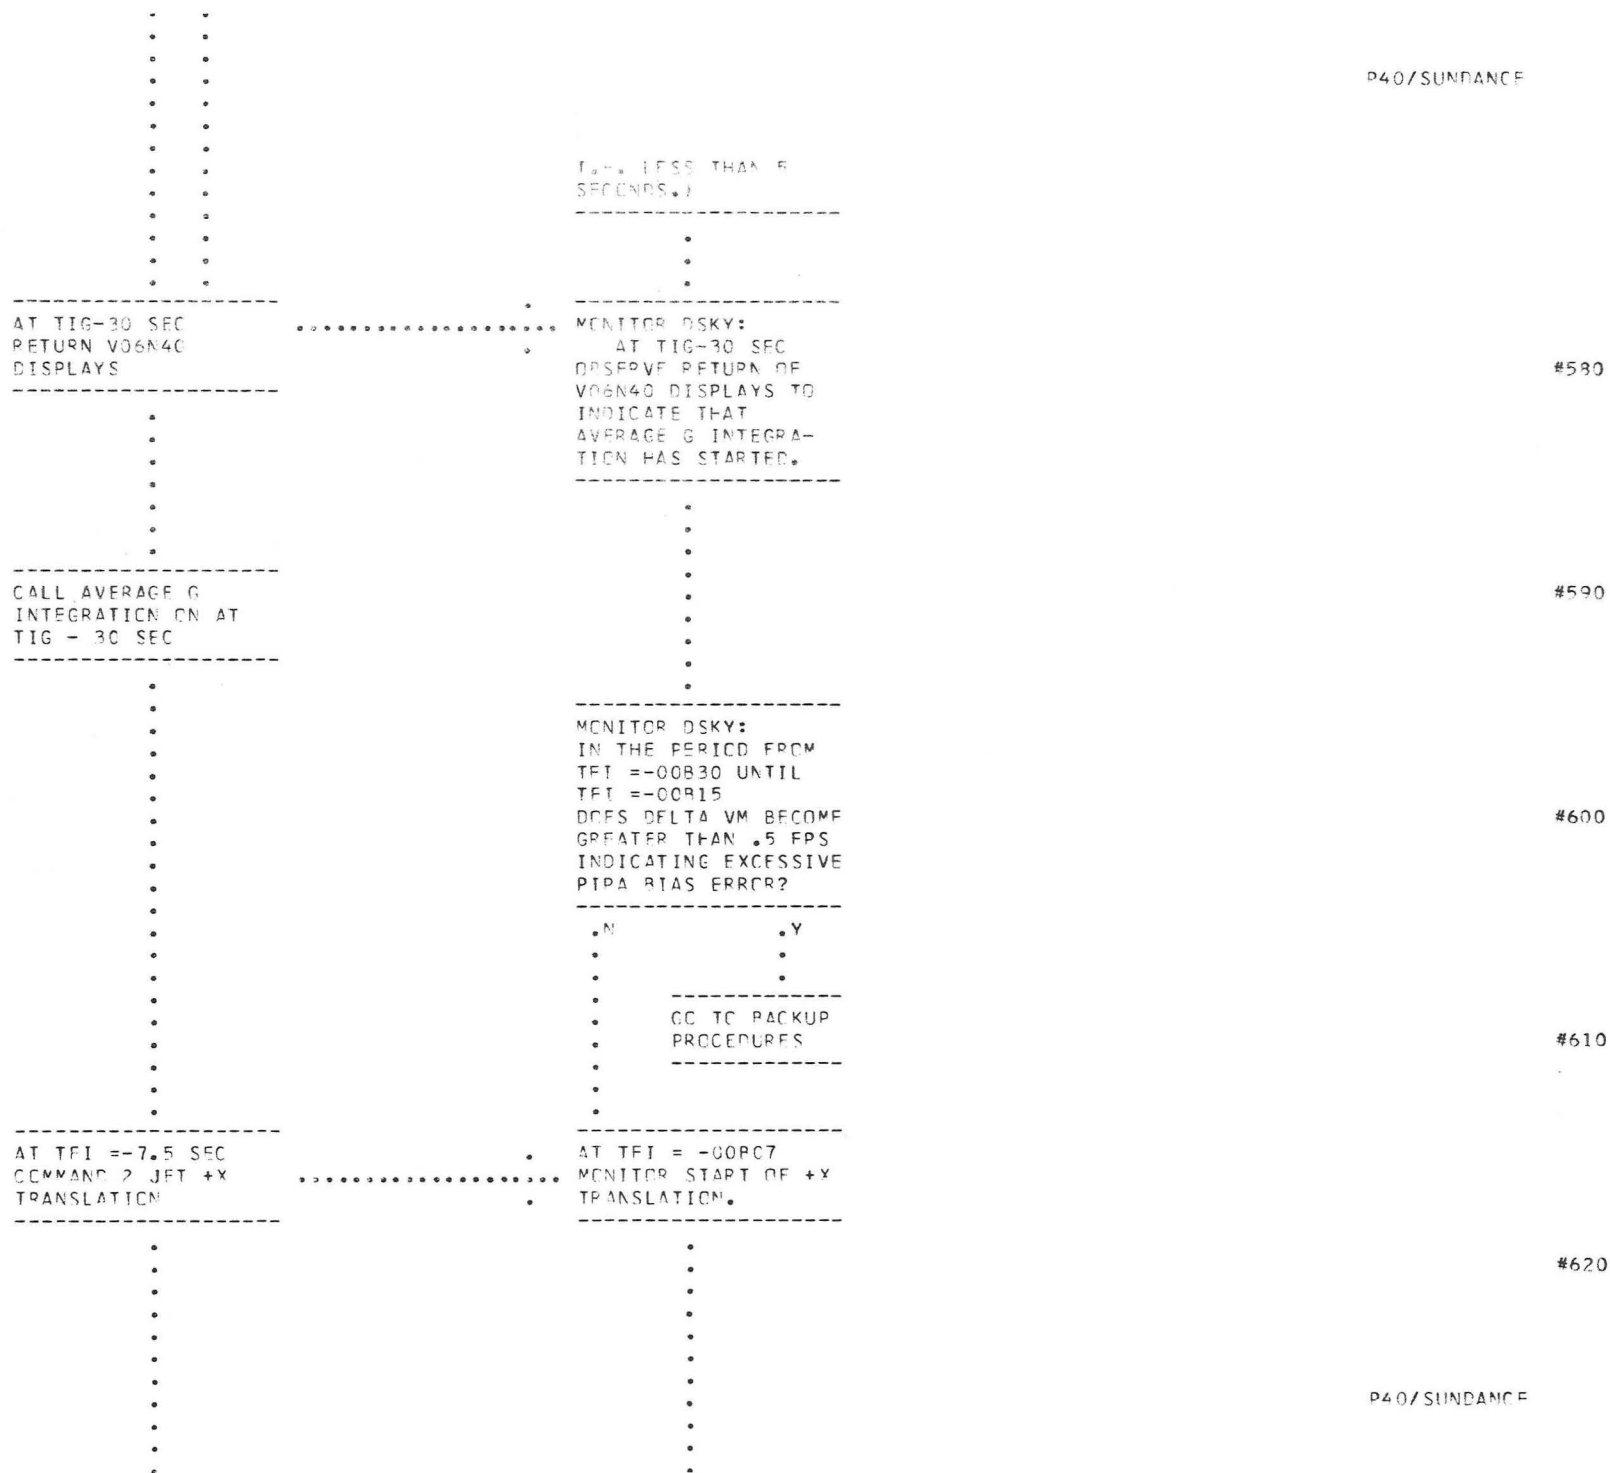 P40/SUNDANCE
LESS THAN 5
SECONDS.)
AT TIG-30 SEC
RETURN V06N40
DISPLAYS
MONITOR DSKY:
AT TIG-30 SEC
OBSERVE RETURN OF
V06N40 DISPLAYS TO
INDICATE THAT
AVERAGE G INTEGRA-
TION HAS STARTED.
#580
CALL AVERAGE G
INTEGRATION ON AT
TIG - 30 SEC
#590
MONITOR DSKY:
IN THE PERIOD FROM
TFI =-00B30 UNTIL
TFI =-00B15
DOES DELTA VM BECOME
GREATER THAN .5 FPS
INDICATING EXCESSIVE
PIPA BIAS ERROR?
#600
N Y
GO TO BACKUP
PROCEDURES
#610
AT TFI =-7.5 SEC
COMMAND 2 JET +X
TRANSLATION
AT TFI = -00B07
MONITOR START OF +X
TRANSLATION.
#620
P40/SUNDANCE